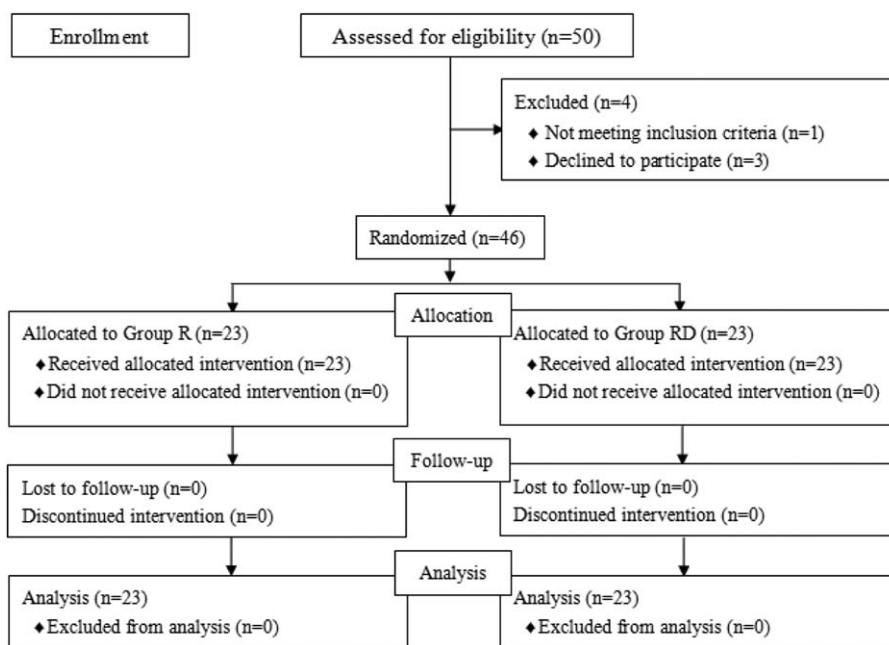 Enrollment
Assessed for eligibility (n=50)
Excluded (n=4)
♦ Not meeting inclusion criteria (n=1)
♦ Declined to participate (n=3)
Randomized (n=46)
Allocation
Allocated to Group R (n=23)
♦Received allocated intervention (n=23)
♦Did not receive allocated intervention (n=0)
Allocated to Group RD (n=23)
♦Received allocated intervention (n=23)
♦Did not receive allocated intervention (n=0)
Follow-up
Lost to follow-up (n=0)
Discontinued intervention (n=0)
Lost to follow-up (n=0)
Discontinued intervention (n=0)
Analysis
Analysis (n=23)
♦Excluded from analysis (n=0)
Analysis (n=23)
♦Excluded from analysis (n=0)